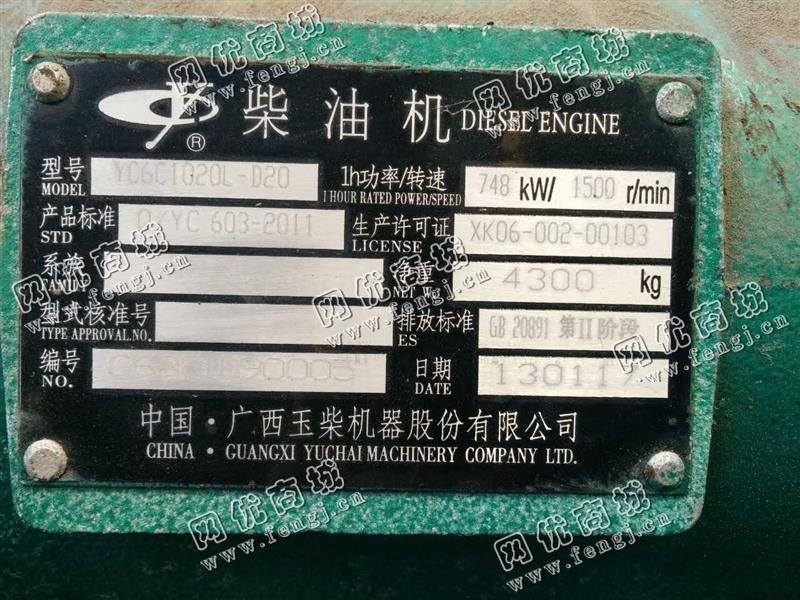 柴油机 DIESEL ENGINE
®
型号 YC6C1020L-D20 1h功率/转速 748 kW/ 1500 r/min
MODEL 1 HOUR RATED POWER/SPEED
产品标准 Q/YC 603-2011 生产许可证 XK06-002-00103
STD LICENSE
系族 净重 4300 kg
FAMILY NET
型式核准号 排放标准 GB 20891 第II阶段
TYPE APPROVAL.NO. ES
编号 日期 13011
NO. DATE
中国·广西玉柴机器股份有限公司
CHINA · GUANGXI YUCHAI MACHINERY COMPANY LTD.
网优商城
www.fengj.cn